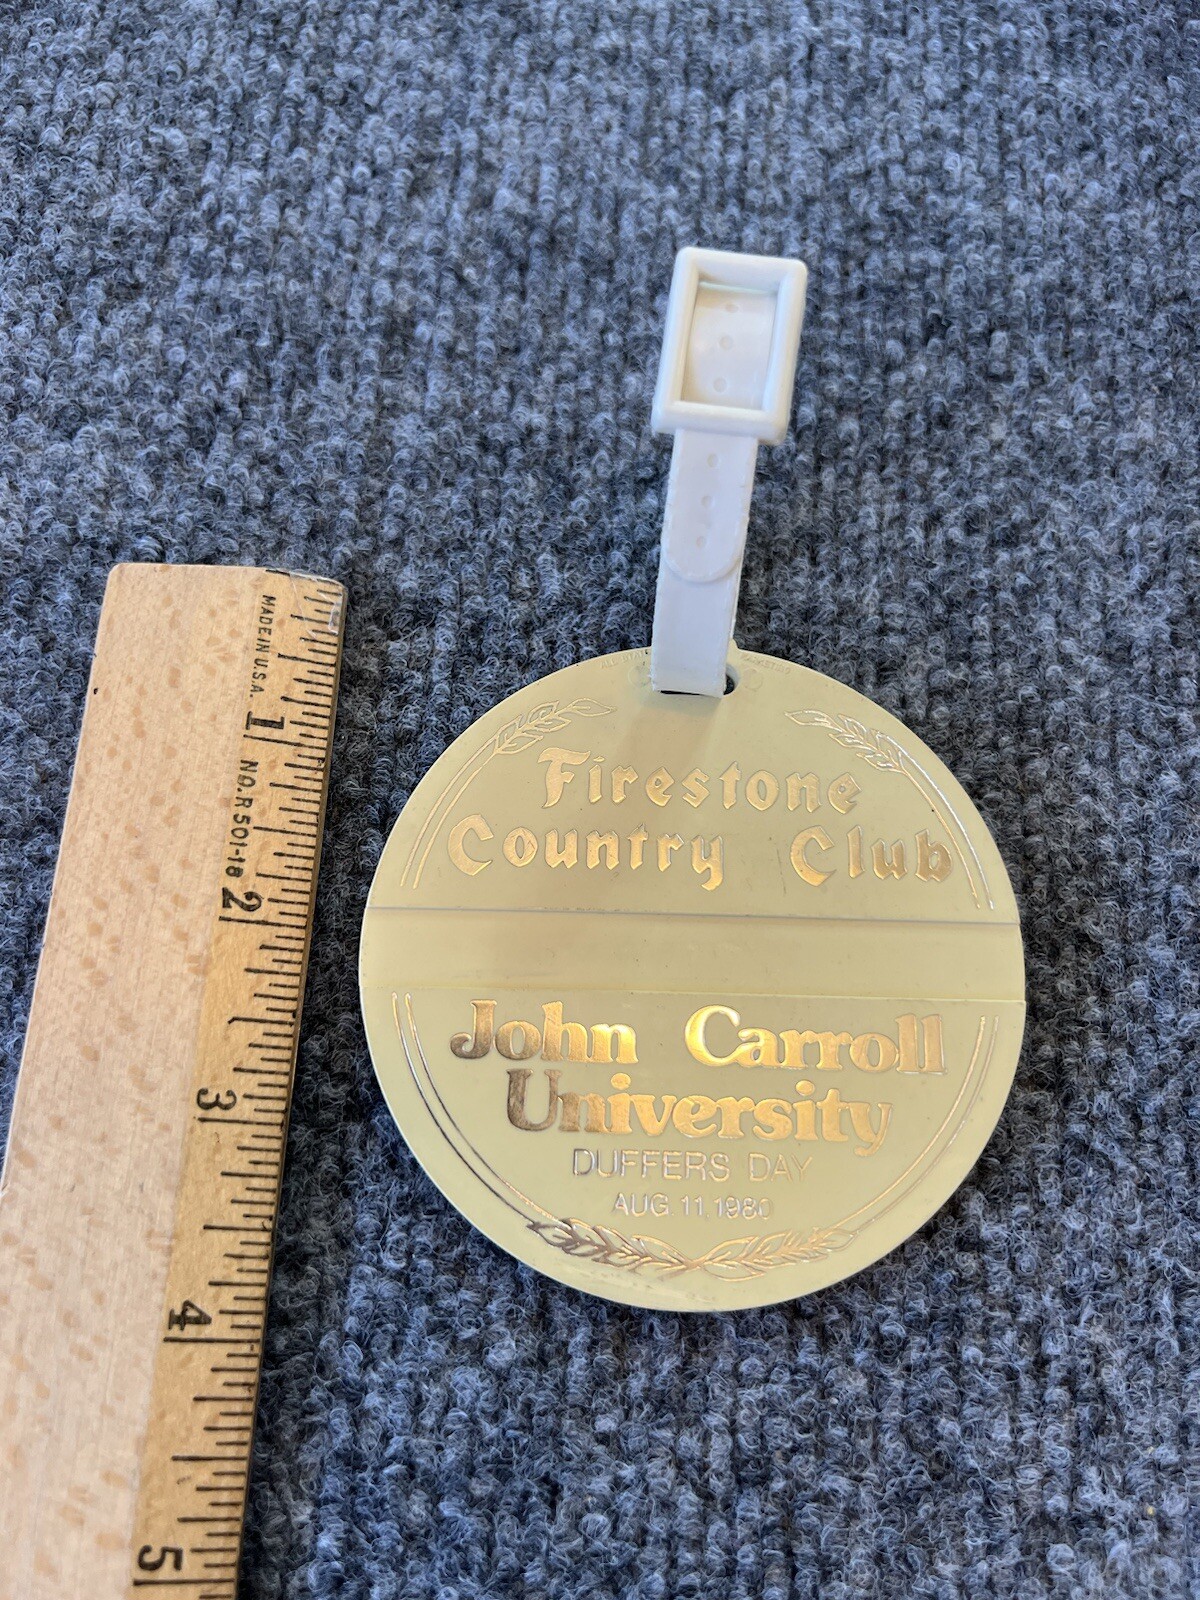 MADE IN U.S.A.
NO. R501-18
1
2
3
4
5
Firestone
Country Club
John Carroll
University
DUFFERS DAY
AUG. 11, 1980